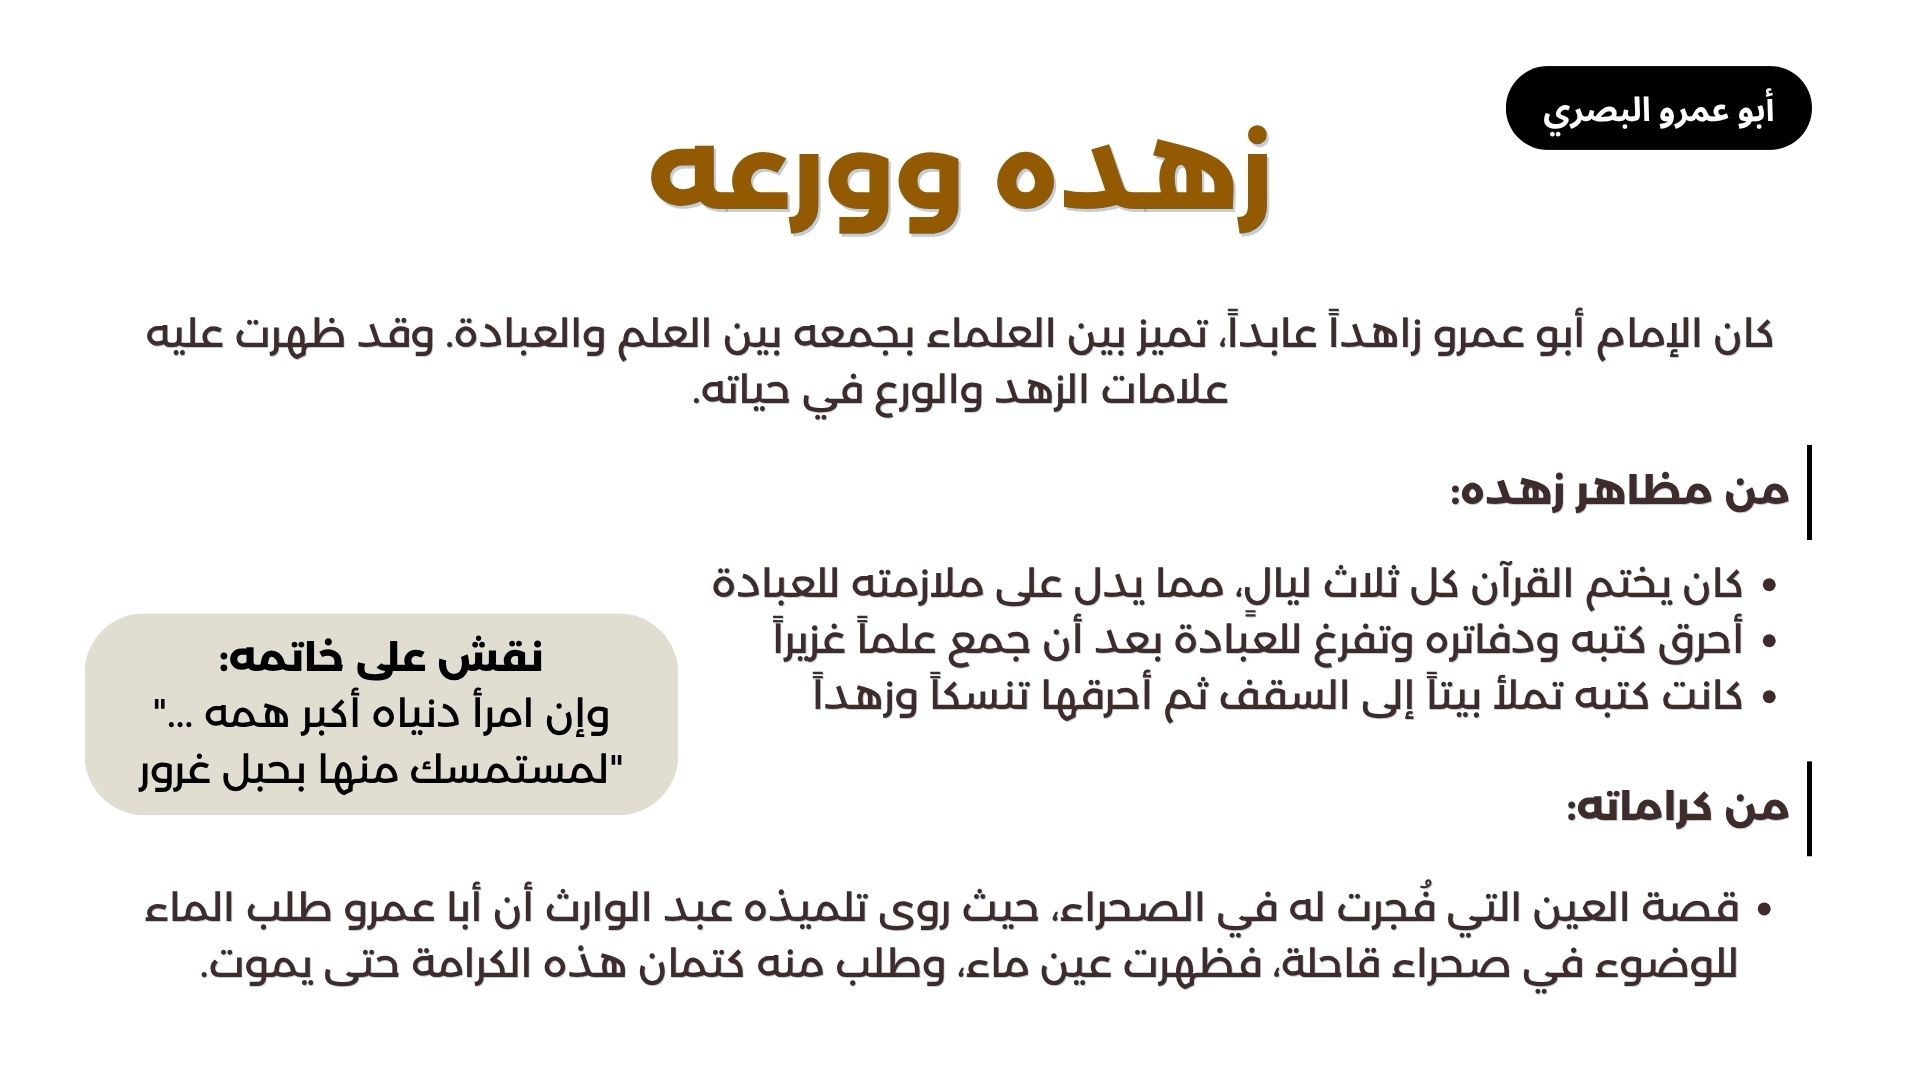 أبو عمرو البصري
زهده وورعه
كان الإمام أبو عمرو زاهداً عابداً، تميز بين العلماء بجمعه بين العلم والعبادة. وقد ظهرت عليه
علامات الزهد والورع في حياته.
من مظاهر زهده:
• كان يختم القرآن كل ثلاث ليالٍ، مما يدل على ملازمته للعبادة
• أحرق كتبه ودفاتره وتفرغ للعبادة بعد أن جمع علماً غزيراً
• كانت كتبه تملأ بيتاً إلى السقف ثم أحرقها تنسكاً وزهداً
نقش على خاتمه:
وإن امرأ دنياه أكبر همه ..."
"لمستمسك منها بحبل غرور
من كراماته:
• قصة العين التي فُجرت له في الصحراء، حيث روى تلميذه عبد الوارث أن أبا عمرو طلب الماء
للوضوء في صحراء قاحلة، فظهرت عين ماء، وطلب منه كتمان هذه الكرامة حتى يموت.